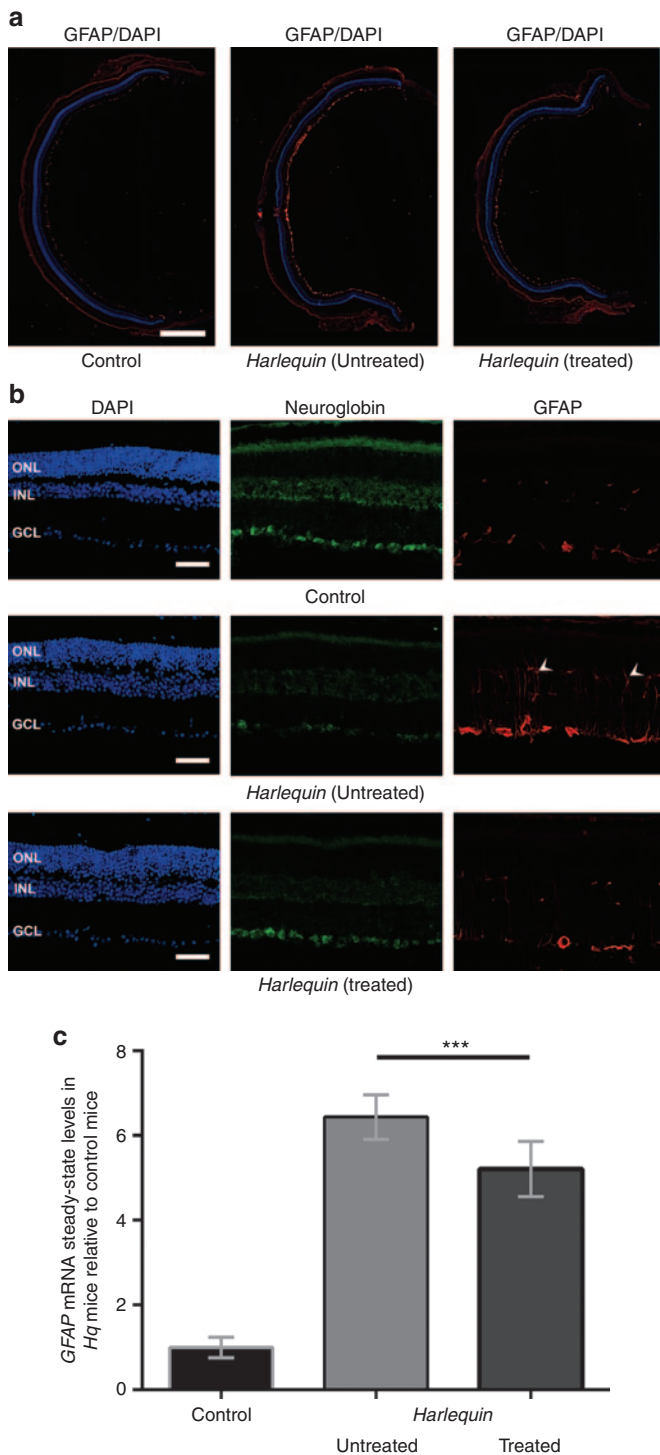 a
GFAP/DAPI GFAP/DAPI GFAP/DAPI
Control Harlequin (Untreated) Harlequin (treated)
b
DAPI Neuroglobin GFAP
ONL
INL
GCL
Control
ONL
INL
GCL
Harlequin (Untreated)
ONL
INL
GCL
Harlequin (treated)
c
GFAP mRNA steady-state levels in
Hq mice relative to control mice
8
6
4
2
0
***
Control Harlequin
Untreated Treated